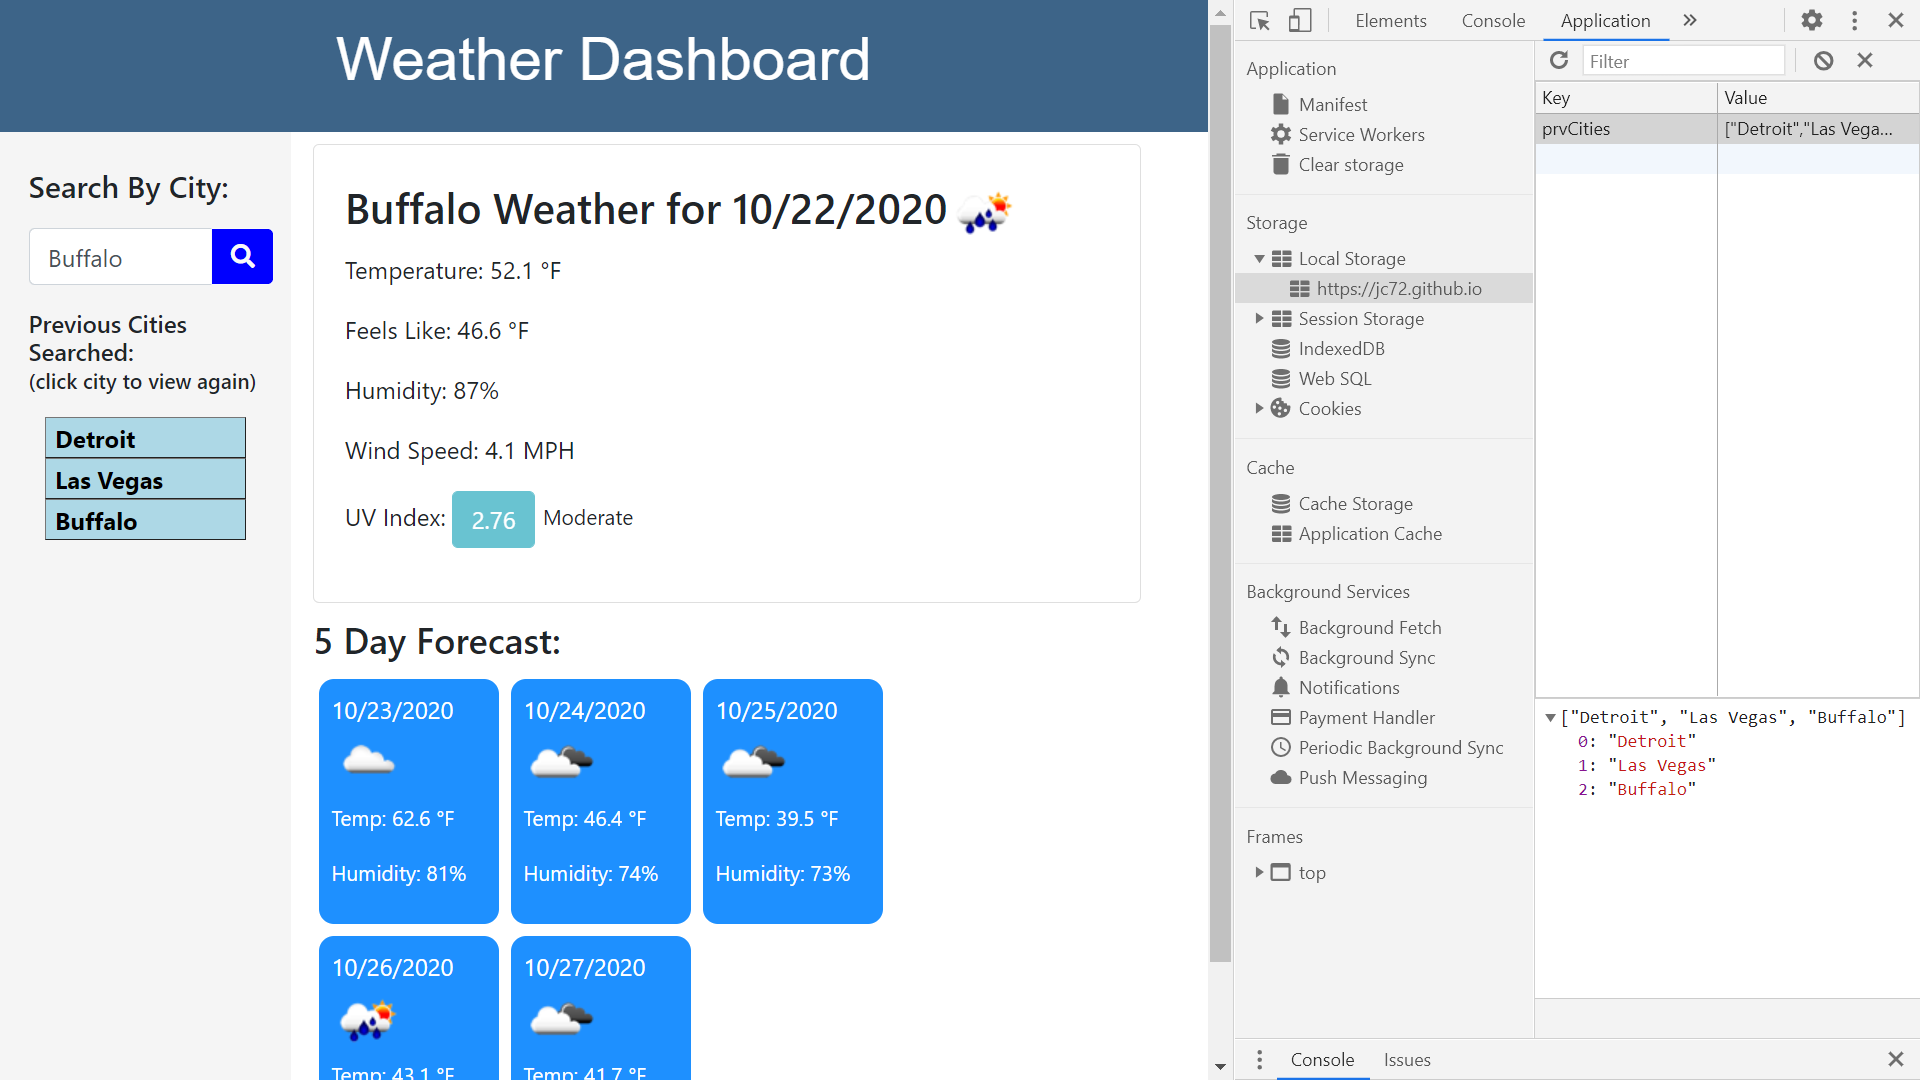 Weather Dashboard
Search By City:
Buffalo
Previous Cities
Searched:
(click city to view again)
Detroit
Las Vegas
Buffalo
Buffalo Weather for 10/22/2020
Temperature: 52.1 °F
Feels Like: 46.6 °F
Humidity: 87%
Wind Speed: 4.1 MPH
UV Index: 2.76 Moderate
5 Day Forecast:
10/23/2020
Temp: 62.6 °F
Humidity: 81%
10/24/2020
Temp: 46.4 °F
Humidity: 74%
10/25/2020
Temp: 39.5 °F
Humidity: 73%
10/26/2020
Temp: 43.1 °F
10/27/2020
Temp: 41.7 °F
Elements Console Application »
Application
Manifest
Service Workers
Clear storage
Storage
Local Storage
https://jc72.github.io
Session Storage
IndexedDB
Web SQL
Cookies
Cache
Cache Storage
Application Cache
Background Services
Background Fetch
Background Sync
Notifications
Payment Handler
Periodic Background Sync
Push Messaging
Frames
top
Filter
Key Value
prvCities ["Detroit","Las Vega...
["Detroit", "Las Vegas", "Buffalo"]
0: "Detroit"
1: "Las Vegas"
2: "Buffalo"
Console Issues